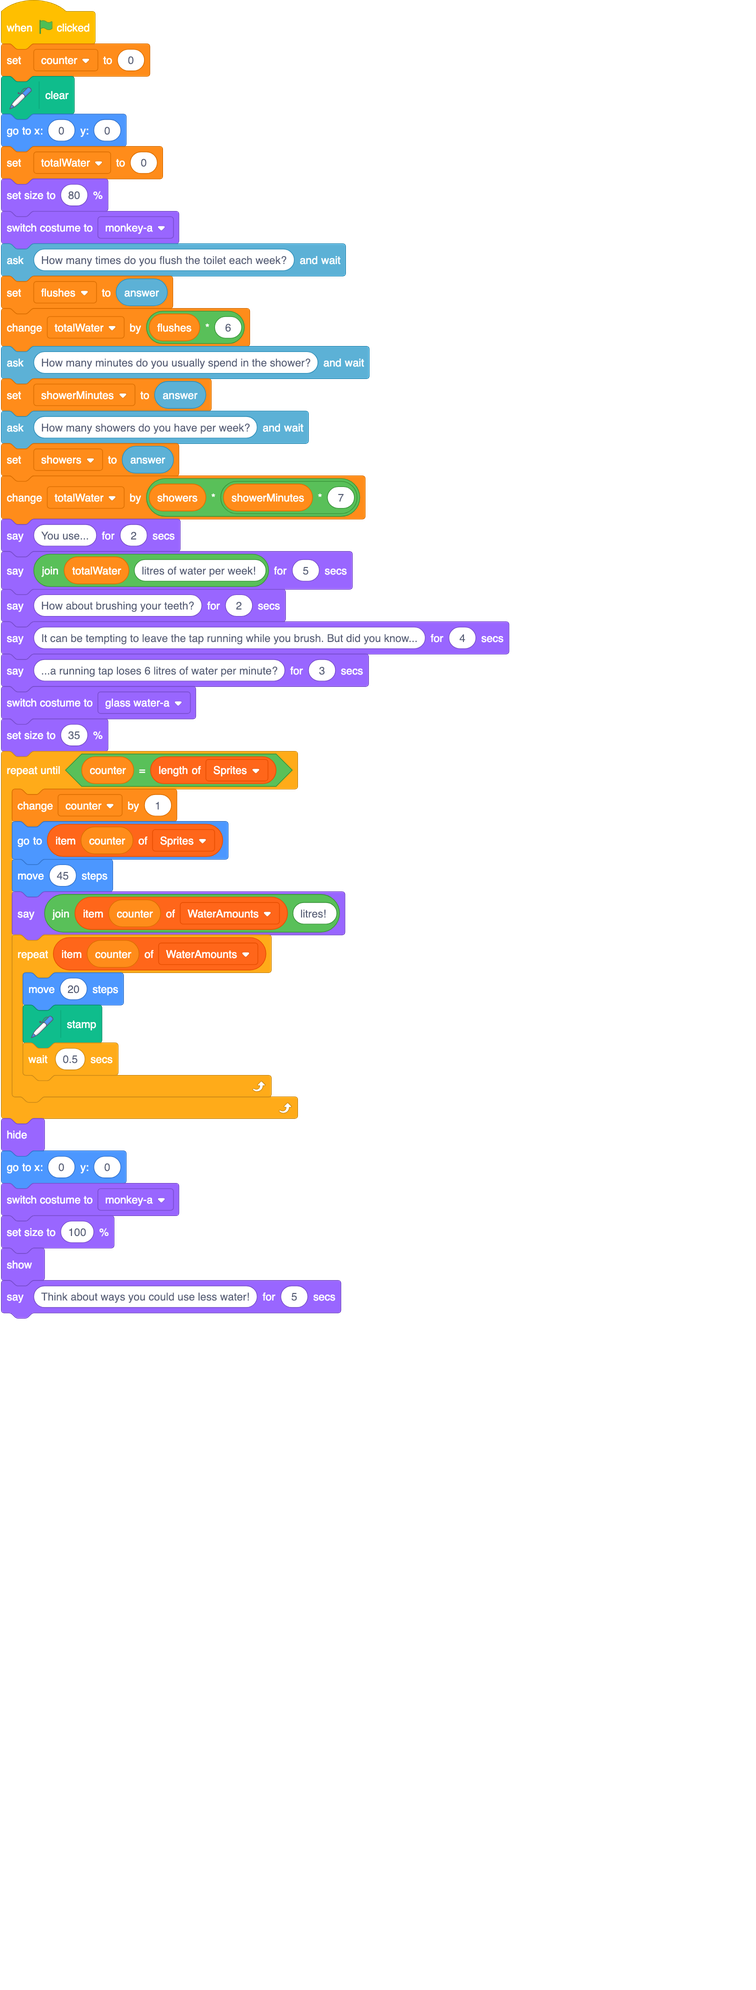 when clicked
set counter to 0
clear
go to x: 0 y: 0
set totalWater to 0
set size to 80 %
switch costume to monkey-a
ask How many times do you flush the toilet each week? and wait
set flushes to answer
change totalWater by flushes * 6
ask How many minutes do you usually spend in the shower? and wait
set showerMinutes to answer
ask How many showers do you have per week? and wait
set showers to answer
change totalWater by showers * showerMinutes * 7
say You use... for 2 secs
say join totalWater litres of water per week! for 5 secs
say How about brushing your teeth? for 2 secs
say It can be tempting to leave the tap running while you brush. But did you know... for 4 secs
say ...a running tap loses 6 litres of water per minute? for 3 secs
switch costume to glass water-a
set size to 35 %
repeat until counter = length of Sprites
change counter by 1
go to item counter of Sprites
move 45 steps
say join item counter of WaterAmounts litres!
repeat item counter of WaterAmounts
move 20 steps
stamp
wait 0.5 secs
hide
go to x: 0 y: 0
switch costume to monkey-a
set size to 100 %
show
say Think about ways you could use less water! for 5 secs